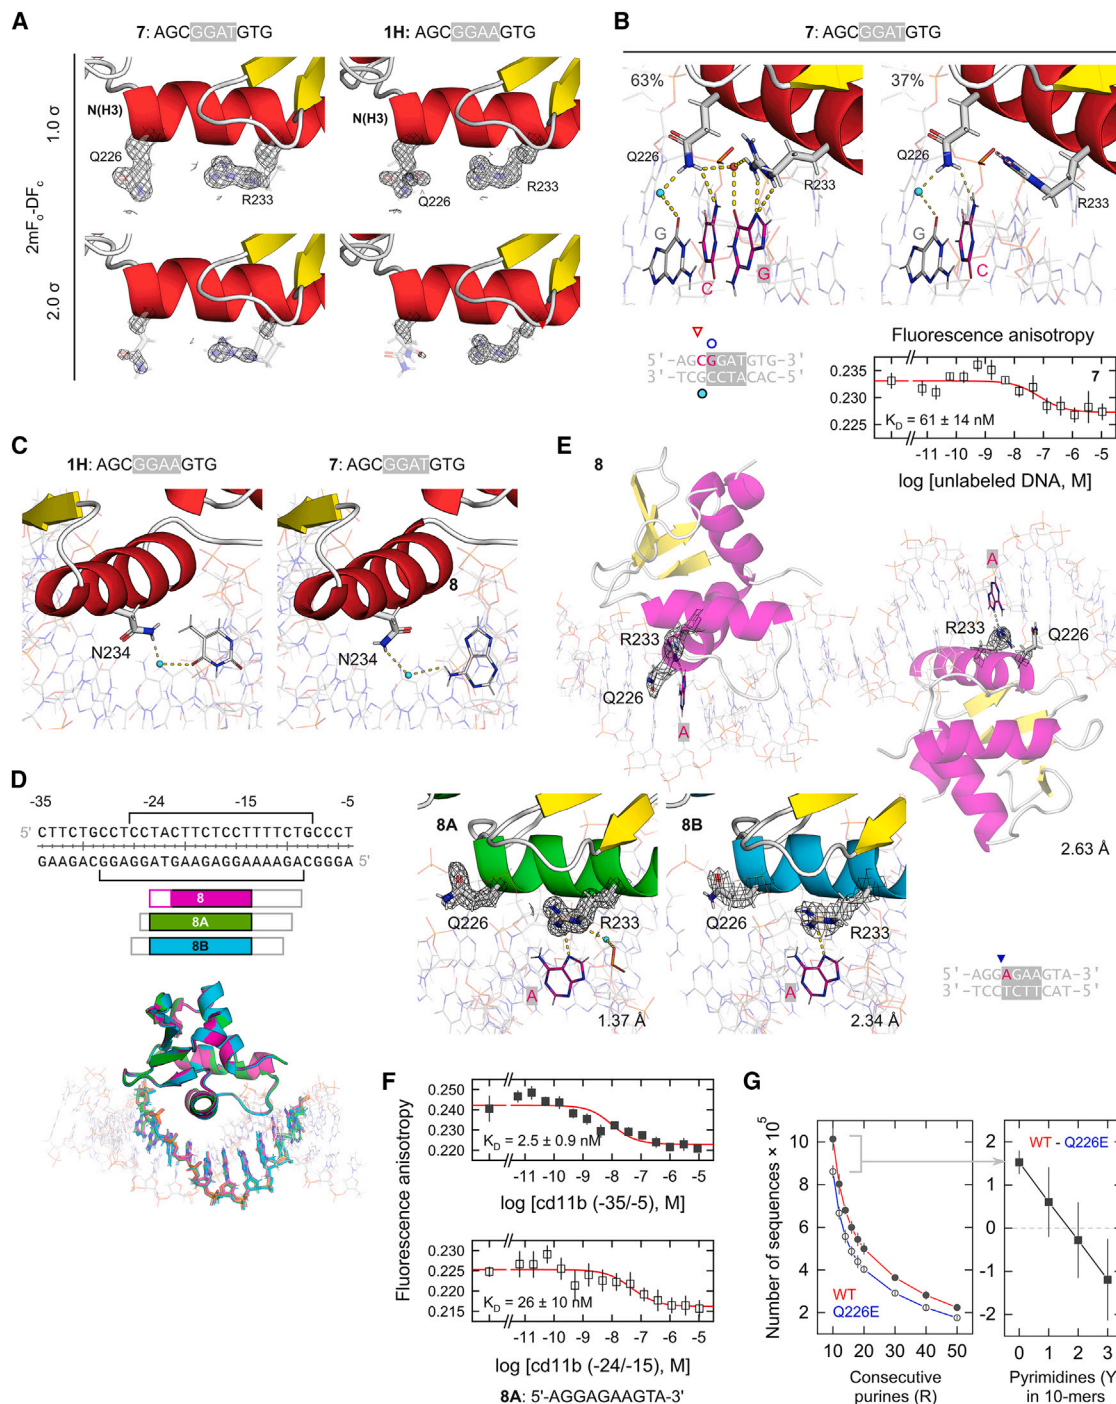 A
7: AGCGGATGTG
1H: AGCGGAAGTG
2mFo-DFc
1.0 σ
N(H3)
Q226
R233
N(H3)
Q226
R233
2.0 σ
B
7: AGCGGATGTG
63%
Q226
R233
G
C
G
37%
Q226
R233
G
C
5'-AGCGGATGTG-3'
3'-TCGCCTACAC-5'
Fluorescence anisotropy
0.235
0.230
0.225
7
KD = 61 ± 14 nM
-11 -10 -9 -8 -7 -6 -5
log [unlabeled DNA, M]
C
1H: AGCGGAAGTG
7: AGCGGATGTG
N234
8
N234
D
-35 -24 -15 -5
5' CTTCTGCCTCCTACTTCTCCTTTTCTGCCCT
GAAGACGGAGGATGAAGAGGAAAAGACGGGA 5'
8
8A
8B
E
8
R233
Q226
A
A
R233
Q226
2.63 Å
8A
Q226
R233
A
1.37 Å
8B
Q226
R233
A
2.34 Å
5'-AGGAGAAGTA-3'
3'-TCCTCTTCAT-5'
F
Fluorescence anisotropy
0.250
0.240
0.230
0.220
KD = 2.5 ± 0.9 nM
-11 -10 -9 -8 -7 -6 -5
log [cd11b (-35/-5), M]
0.230
0.225
0.220
0.215
KD = 26 ± 10 nM
-11 -10 -9 -8 -7 -6 -5
log [cd11b (-24/-15), M]
8A: 5'-AGGAGAAGTA-3'
G
Number of sequences × 10⁵
10
8
6
4
2
WT
Q226E
10 20 30 40 50
Consecutive
purines (R)
WT - Q226E
2
1
0
-1
-2
0 1 2 3
Pyrimidines (Y
in 10-mers